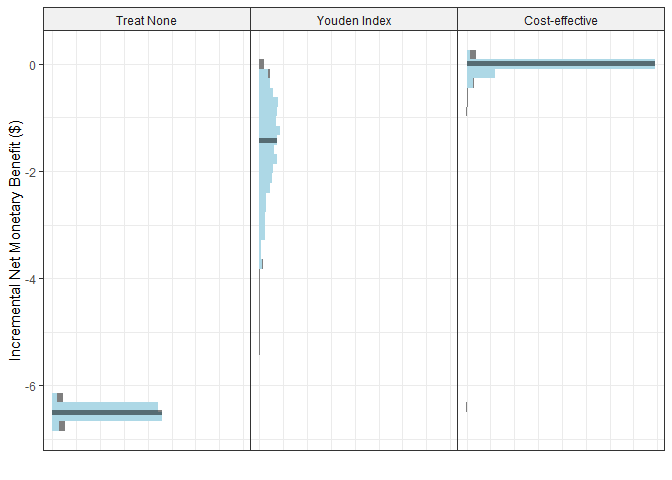 Treat None
Youden Index
Cost-effective
Incremental Net Monetary Benefit ($)
0
-2
-4
-6